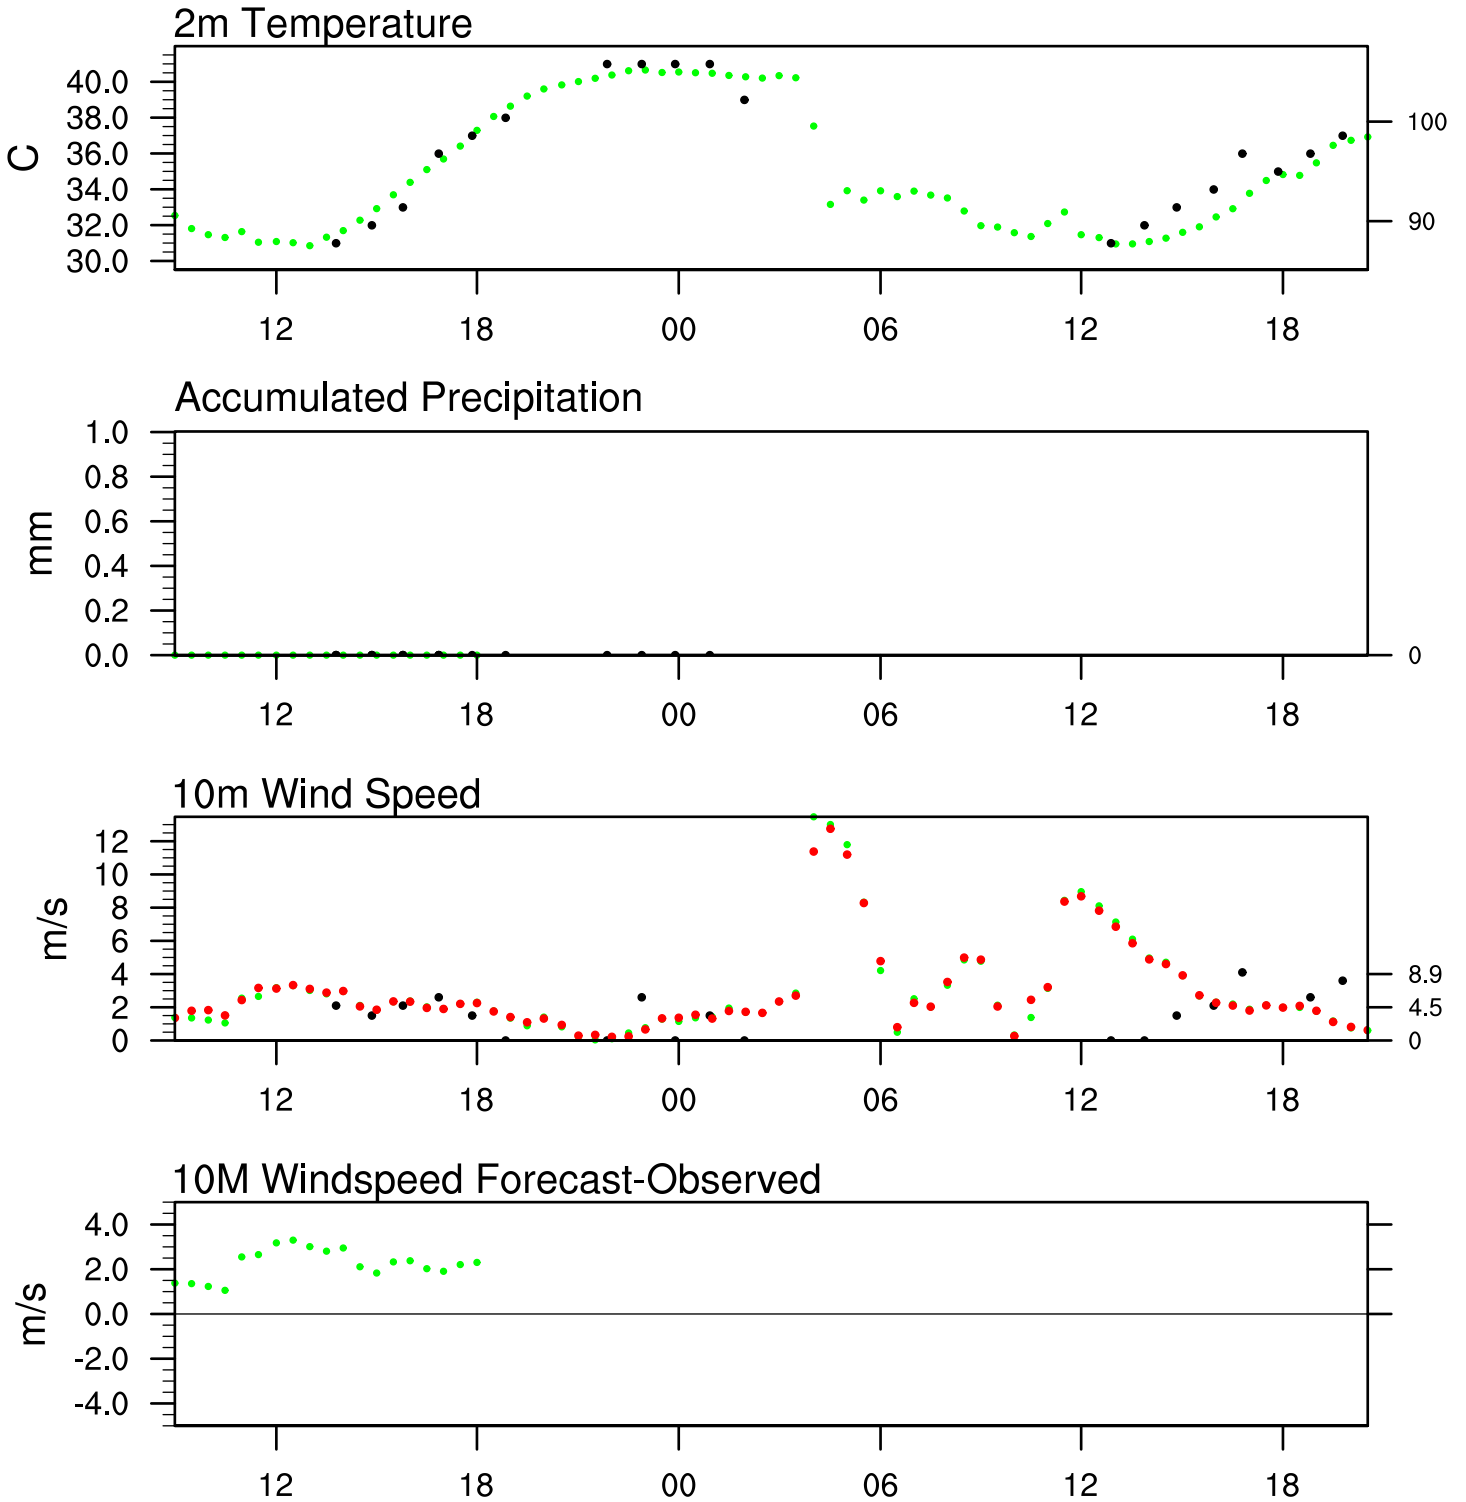 2m Temperature
C
40.0
38.0
36.0
34.0
32.0
30.0
100
90
12 18 00 06 12 18
Accumulated Precipitation
mm
1.0
0.8
0.6
0.4
0.2
0.0
0
12 18 00 06 12 18
10m Wind Speed
m/s
12
10
8
6
4
2
0
8.9
4.5
0
12 18 00 06 12 18
10M Windspeed Forecast-Observed
m/s
4.0
2.0
0.0
-2.0
-4.0
12 18 00 06 12 18